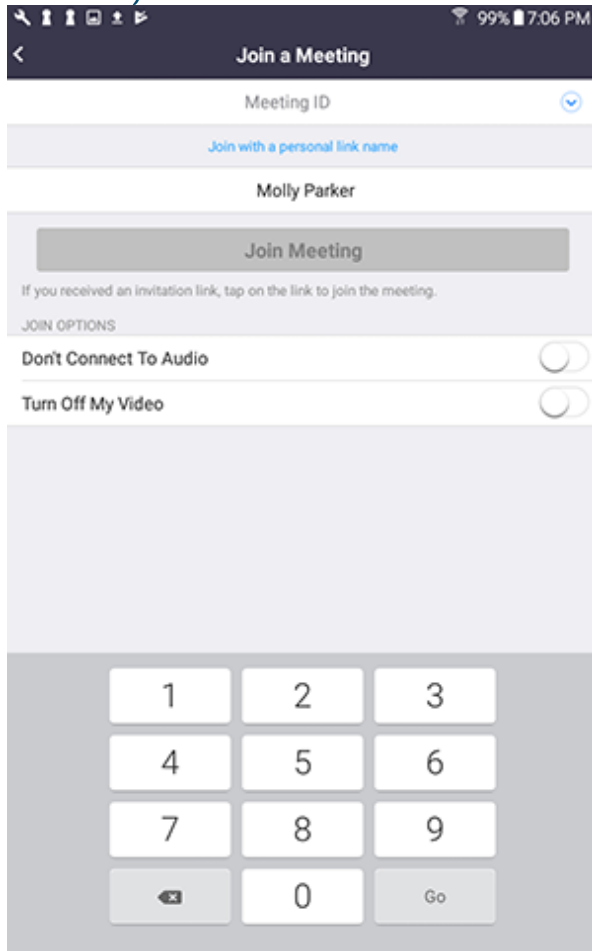 99% 7:06 PM
Join a Meeting
Meeting ID
Join with a personal link name
Molly Parker
Join Meeting
If you received an invitation link, tap on the link to join the meeting.
JOIN OPTIONS
Don't Connect To Audio
Turn Off My Video
1 2 3
4 5 6
7 8 9
0 Go